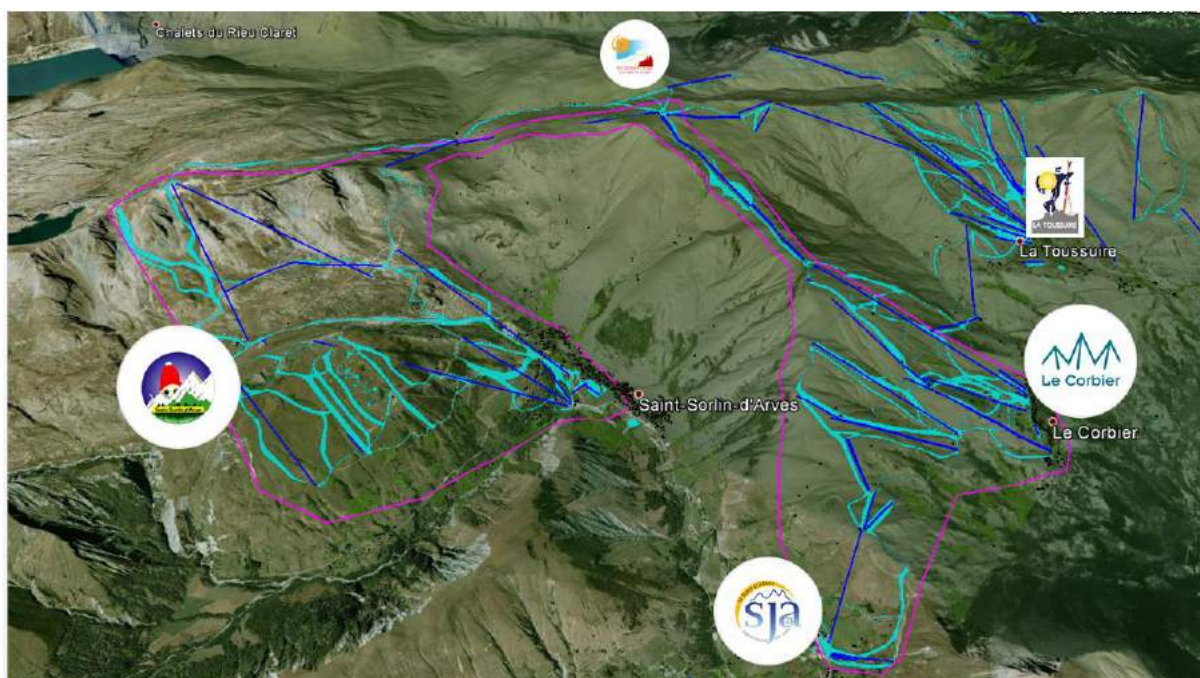 Chalets du Rieu Claret
LA TOUSSUIRE
La Toussuire
Le Corbier
Saint-Sorlin-d'Arves
Le Corbier
sja